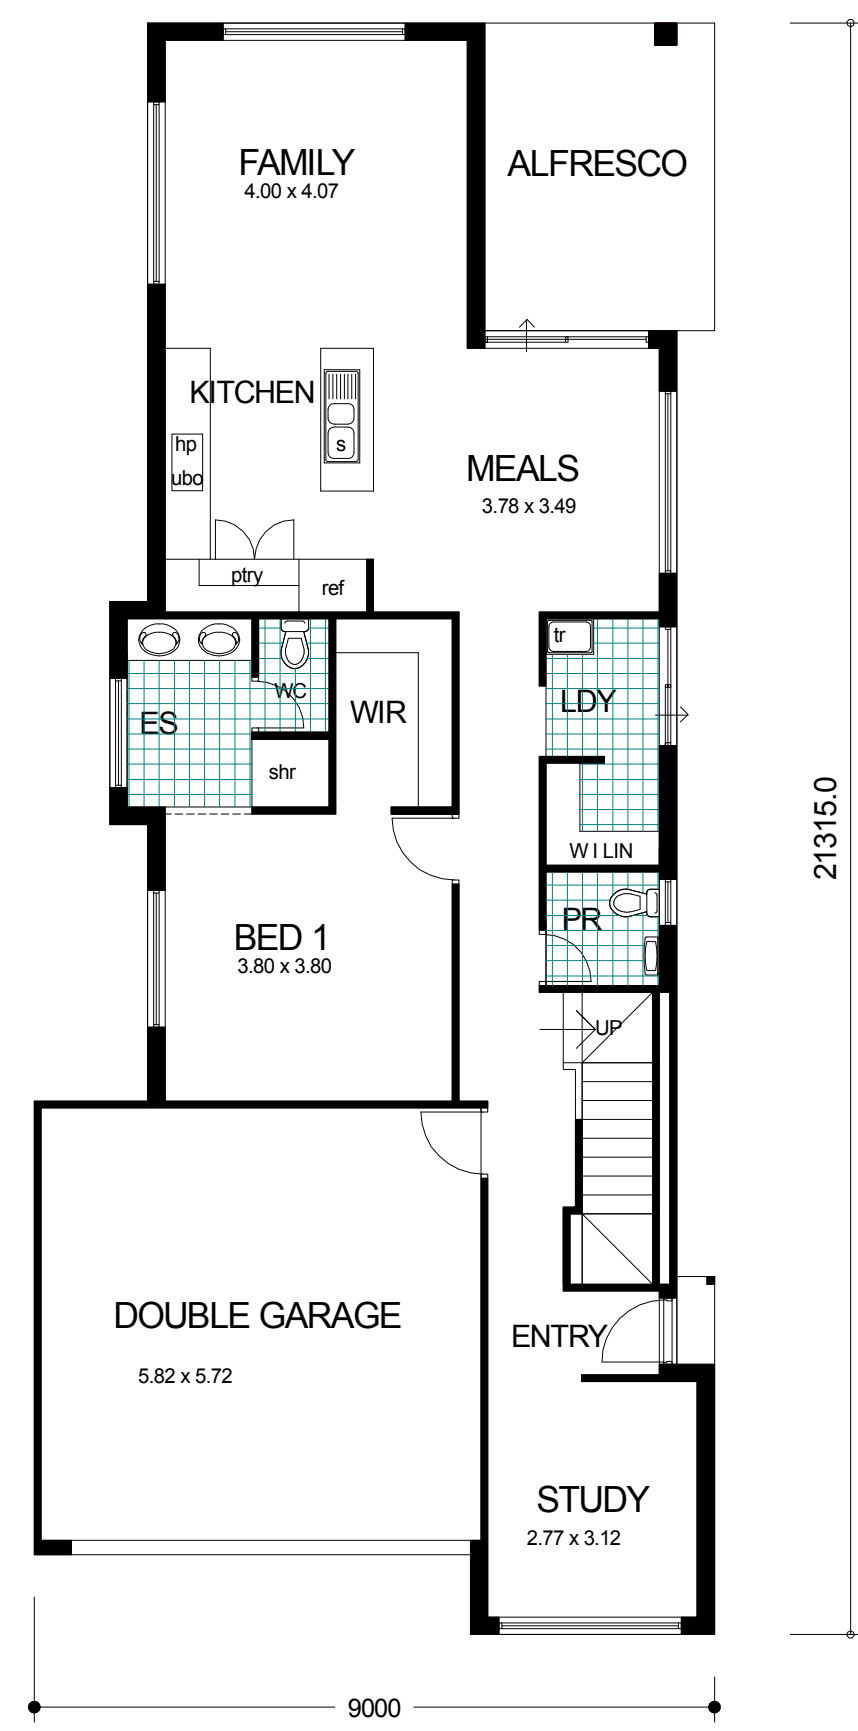 FAMILY
4.00 x 4.07
ALFRESCO
KITCHEN
hp
ubo
s
MEALS
3.78 x 3.49
ptry
ref
tr
WC
ES
WIR
LDY
shr
W I LIN
21315.0
PR
BED 1
3.80 x 3.80
UP
DOUBLE GARAGE
5.82 x 5.72
ENTRY
STUDY
2.77 x 3.12
9000